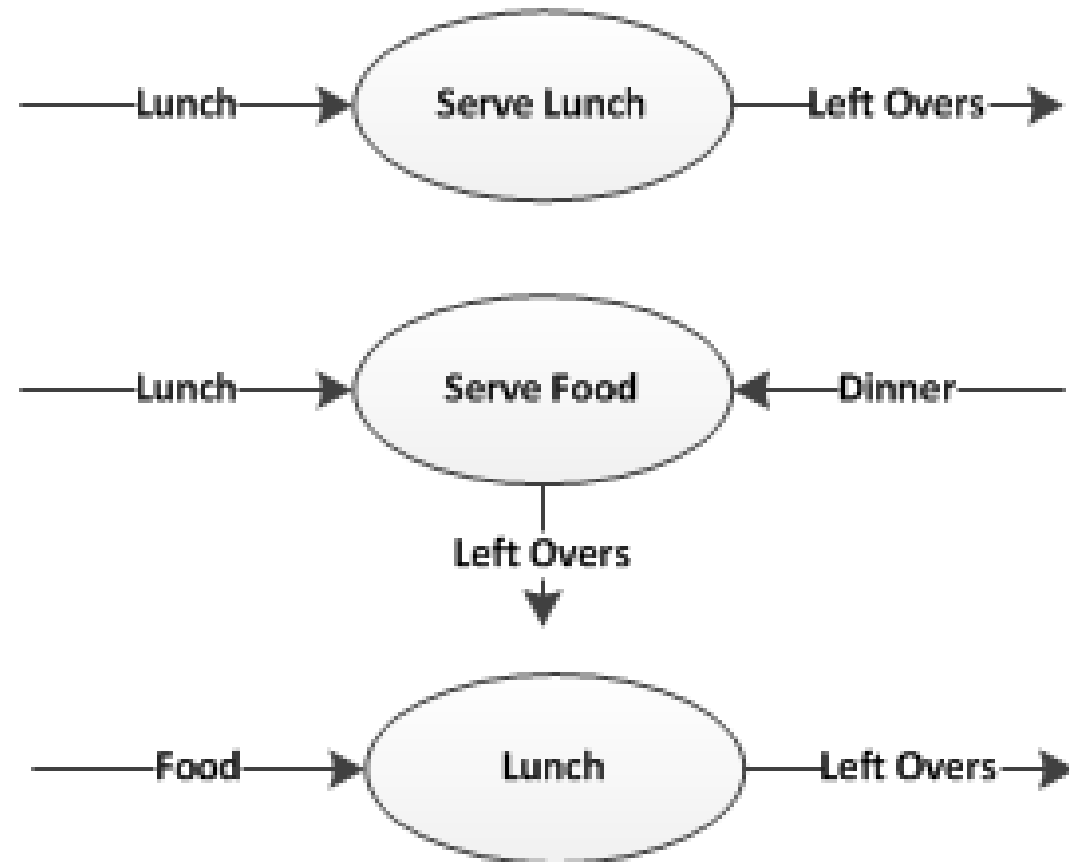 Lunch Serve Lunch Left Overs
Lunch Serve Food Dinner
Left Overs
Food Lunch Left Overs